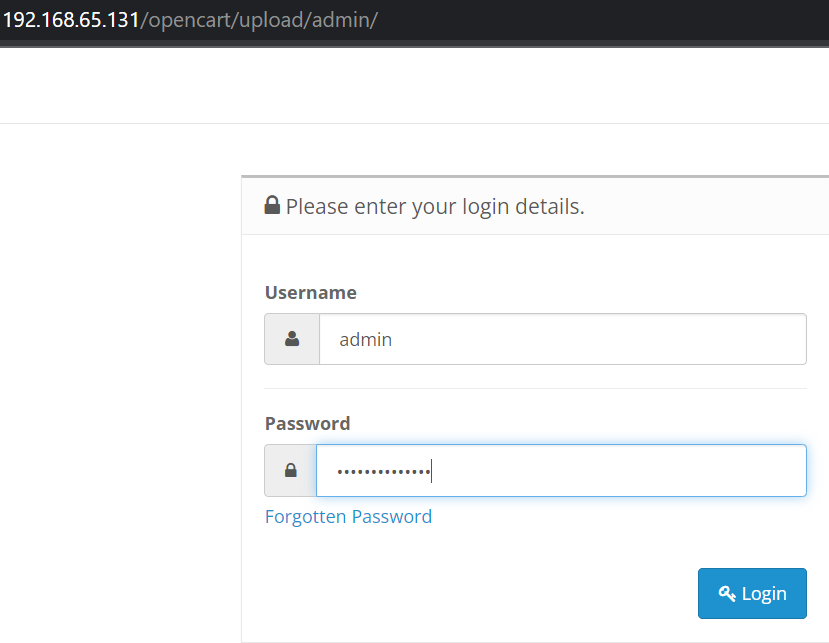 192.168.65.131/opencart/upload/admin/
Please enter your login details.
Username
admin
Password
••••••••••••••
Forgotten Password
Login